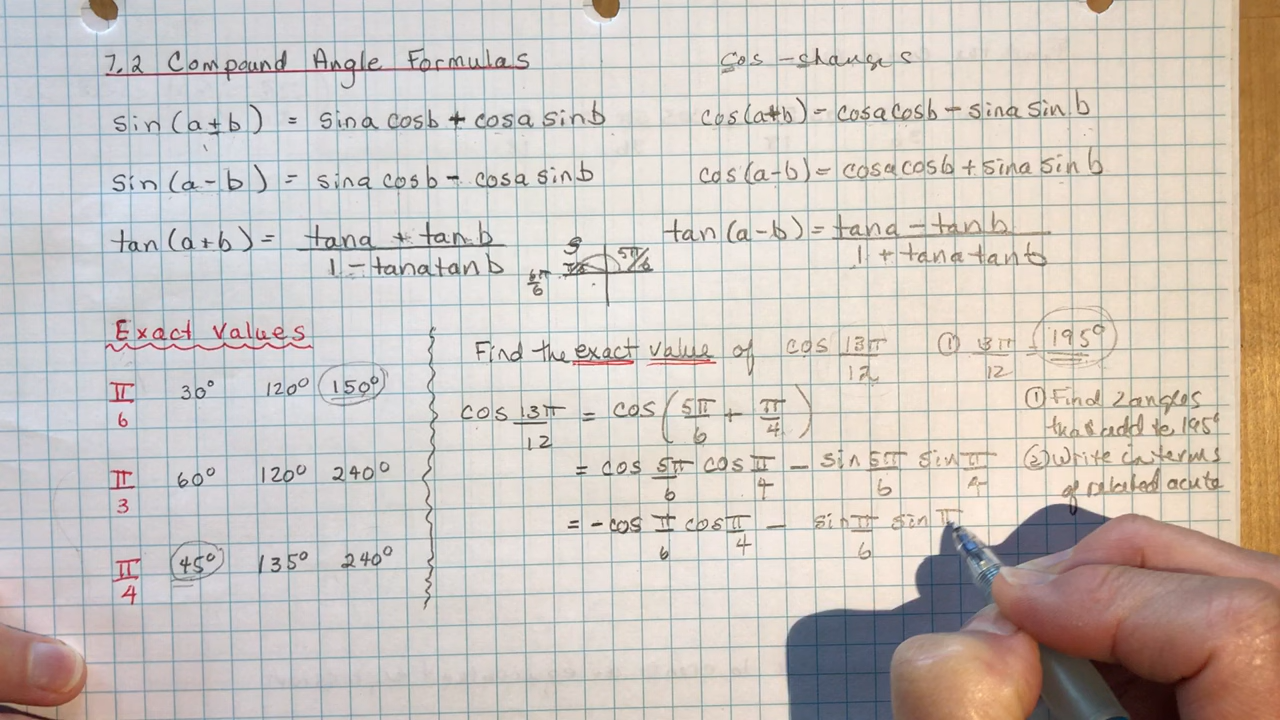 7.2 Compound Angle Formulas
cos - changes
sin(a+b) = sina cosb + cosa sinb
cos(a+b) = cosa cosb - sina sin b
sin(a-b) = sina cosb - cosa sinb
cos(a-b) = cosa cosb + sina sin b
tan(a+b) = tana + tan b / 1 - tana tan b
tan(a-b) = tana - tan b / 1 + tana tan b
5π/6
6π/6
Exact Values
π/6 30° 120° 150°
π/3 60° 120° 240°
π/4 45° 135° 240°
Find the exact value of cos 13π/12
① 13π/12 = 195°
cos 13π/12 = cos(5π/6 + π/4)
= cos 5π/6 cos π/4 - sin 5π/6 sin π/4
= -cos π/6 cos π/4 - sin π/6 sin π
① Find 2 angles
that add to 195°
② Write in terms
of related acute